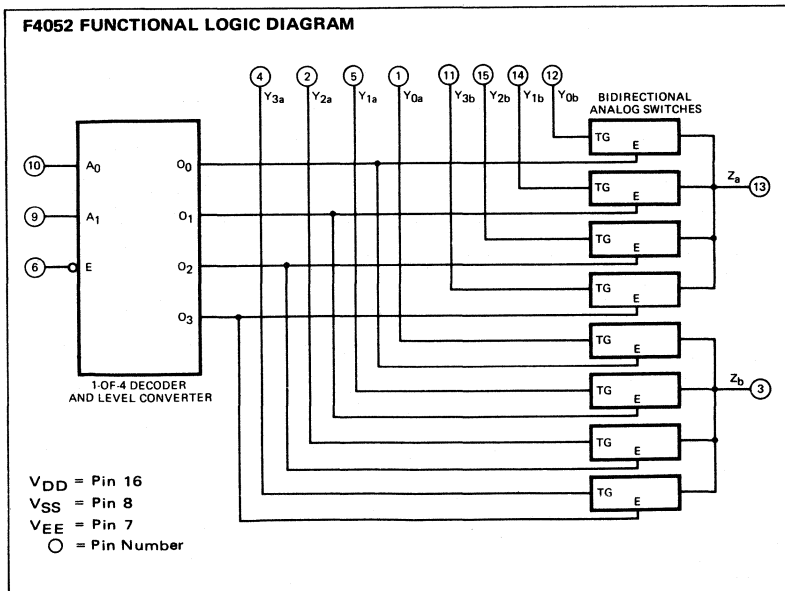 F4052 FUNCTIONAL LOGIC DIAGRAM
4 2 5 1 11 15 14 12
Y3a Y2a Y1a Y0a Y3b Y2b Y1b Y0b
BIDIRECTIONAL
ANALOG SWITCHES
TG E
10 A0 O0
TG E
Za 13
9 A1 O1
TG E
6 E O2
TG E
O3
TG E
1-OF-4 DECODER
AND LEVEL CONVERTER
TG E
Zb 3
TG E
TG E
VDD = Pin 16
VSS = Pin 8
VEE = Pin 7
= Pin Number